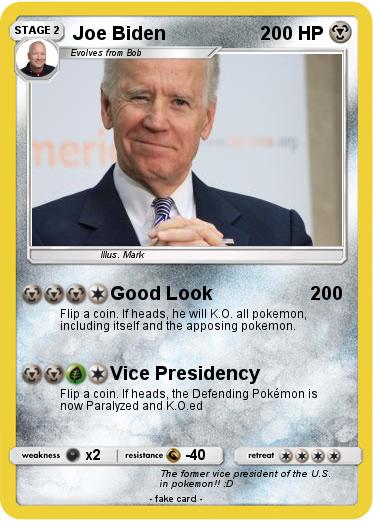 STAGE 2
Joe Biden
200 HP
Evolves from Bob
meric
.org
Illus. Mark
Good Look 200
Flip a coin. If heads, he will K.O. all pokemon,
including itself and the apposing pokemon.
Vice Presidency
Flip a coin. If heads, the Defending Pokémon is
now Paralyzed and K.O.ed
weakness x2 resistance -40 retreat
The former vice president of the U.S.
in pokemon!! :D
- fake card -